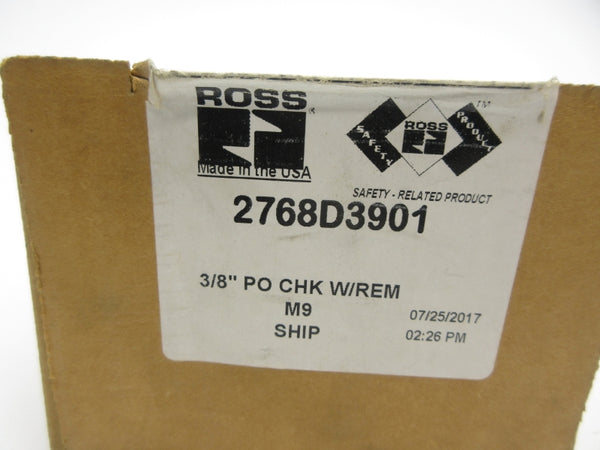 ROSS
®
Made in the USA
SAFETY ROSS PRODUCT
™
SAFETY - RELATED PRODUCT
2768D3901
3/8" PO CHK W/REM
M9
07/25/2017
SHIP
02:26 PM